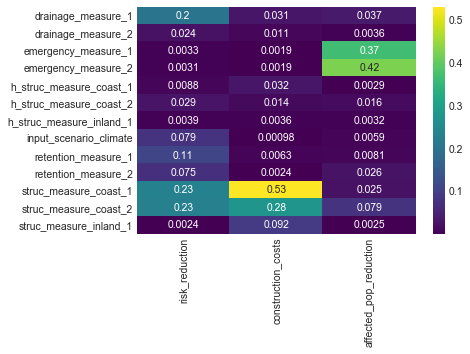 drainage_measure_1 0.2 0.031 0.037
drainage_measure_2 0.024 0.011 0.0036
emergency_measure_1 0.0033 0.0019 0.37
emergency_measure_2 0.0031 0.0019 0.42
h_struc_measure_coast_1 0.0088 0.032 0.0029
h_struc_measure_coast_2 0.029 0.014 0.016
h_struc_measure_inland_1 0.0039 0.0036 0.0032
input_scenario_climate 0.079 0.00098 0.0059
retention_measure_1 0.11 0.0063 0.0081
retention_measure_2 0.075 0.0024 0.026
struc_measure_coast_1 0.23 0.53 0.025
struc_measure_coast_2 0.23 0.28 0.079
struc_measure_inland_1 0.0024 0.092 0.0025
risk_reduction
construction_costs
affected_pop_reduction
0.5
0.4
0.3
0.2
0.1